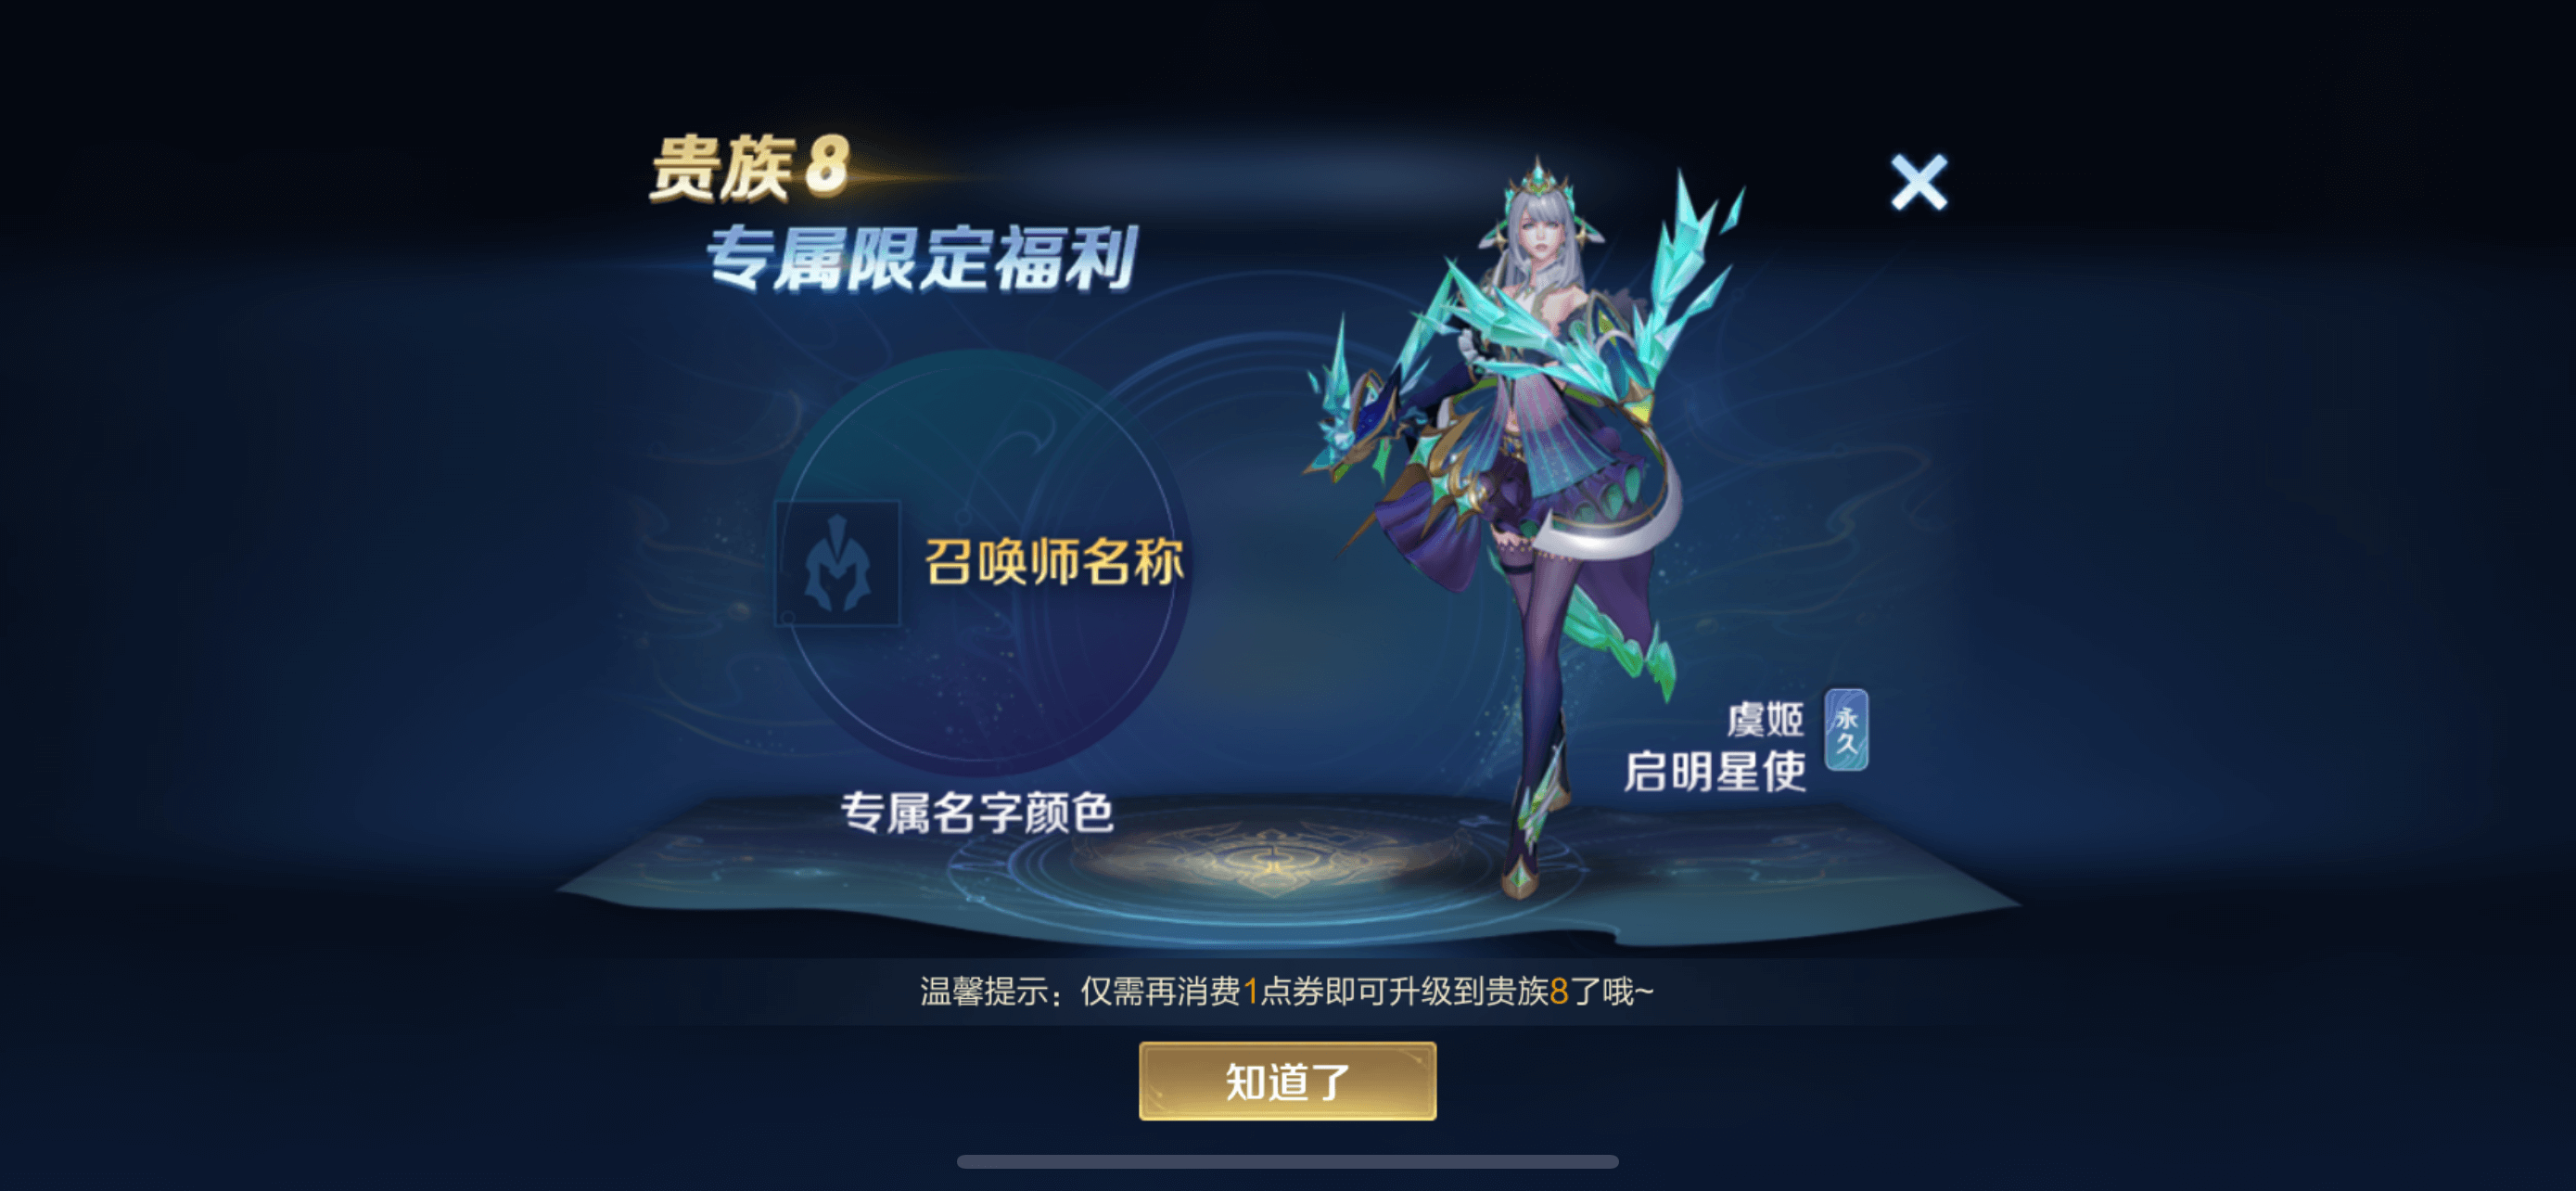 贵族8
专属限定福利
召唤师名称
专属名字颜色
虞姬
启明星使
永久
温馨提示：仅需再消费1点券即可升级到贵族8了哦~
知道了